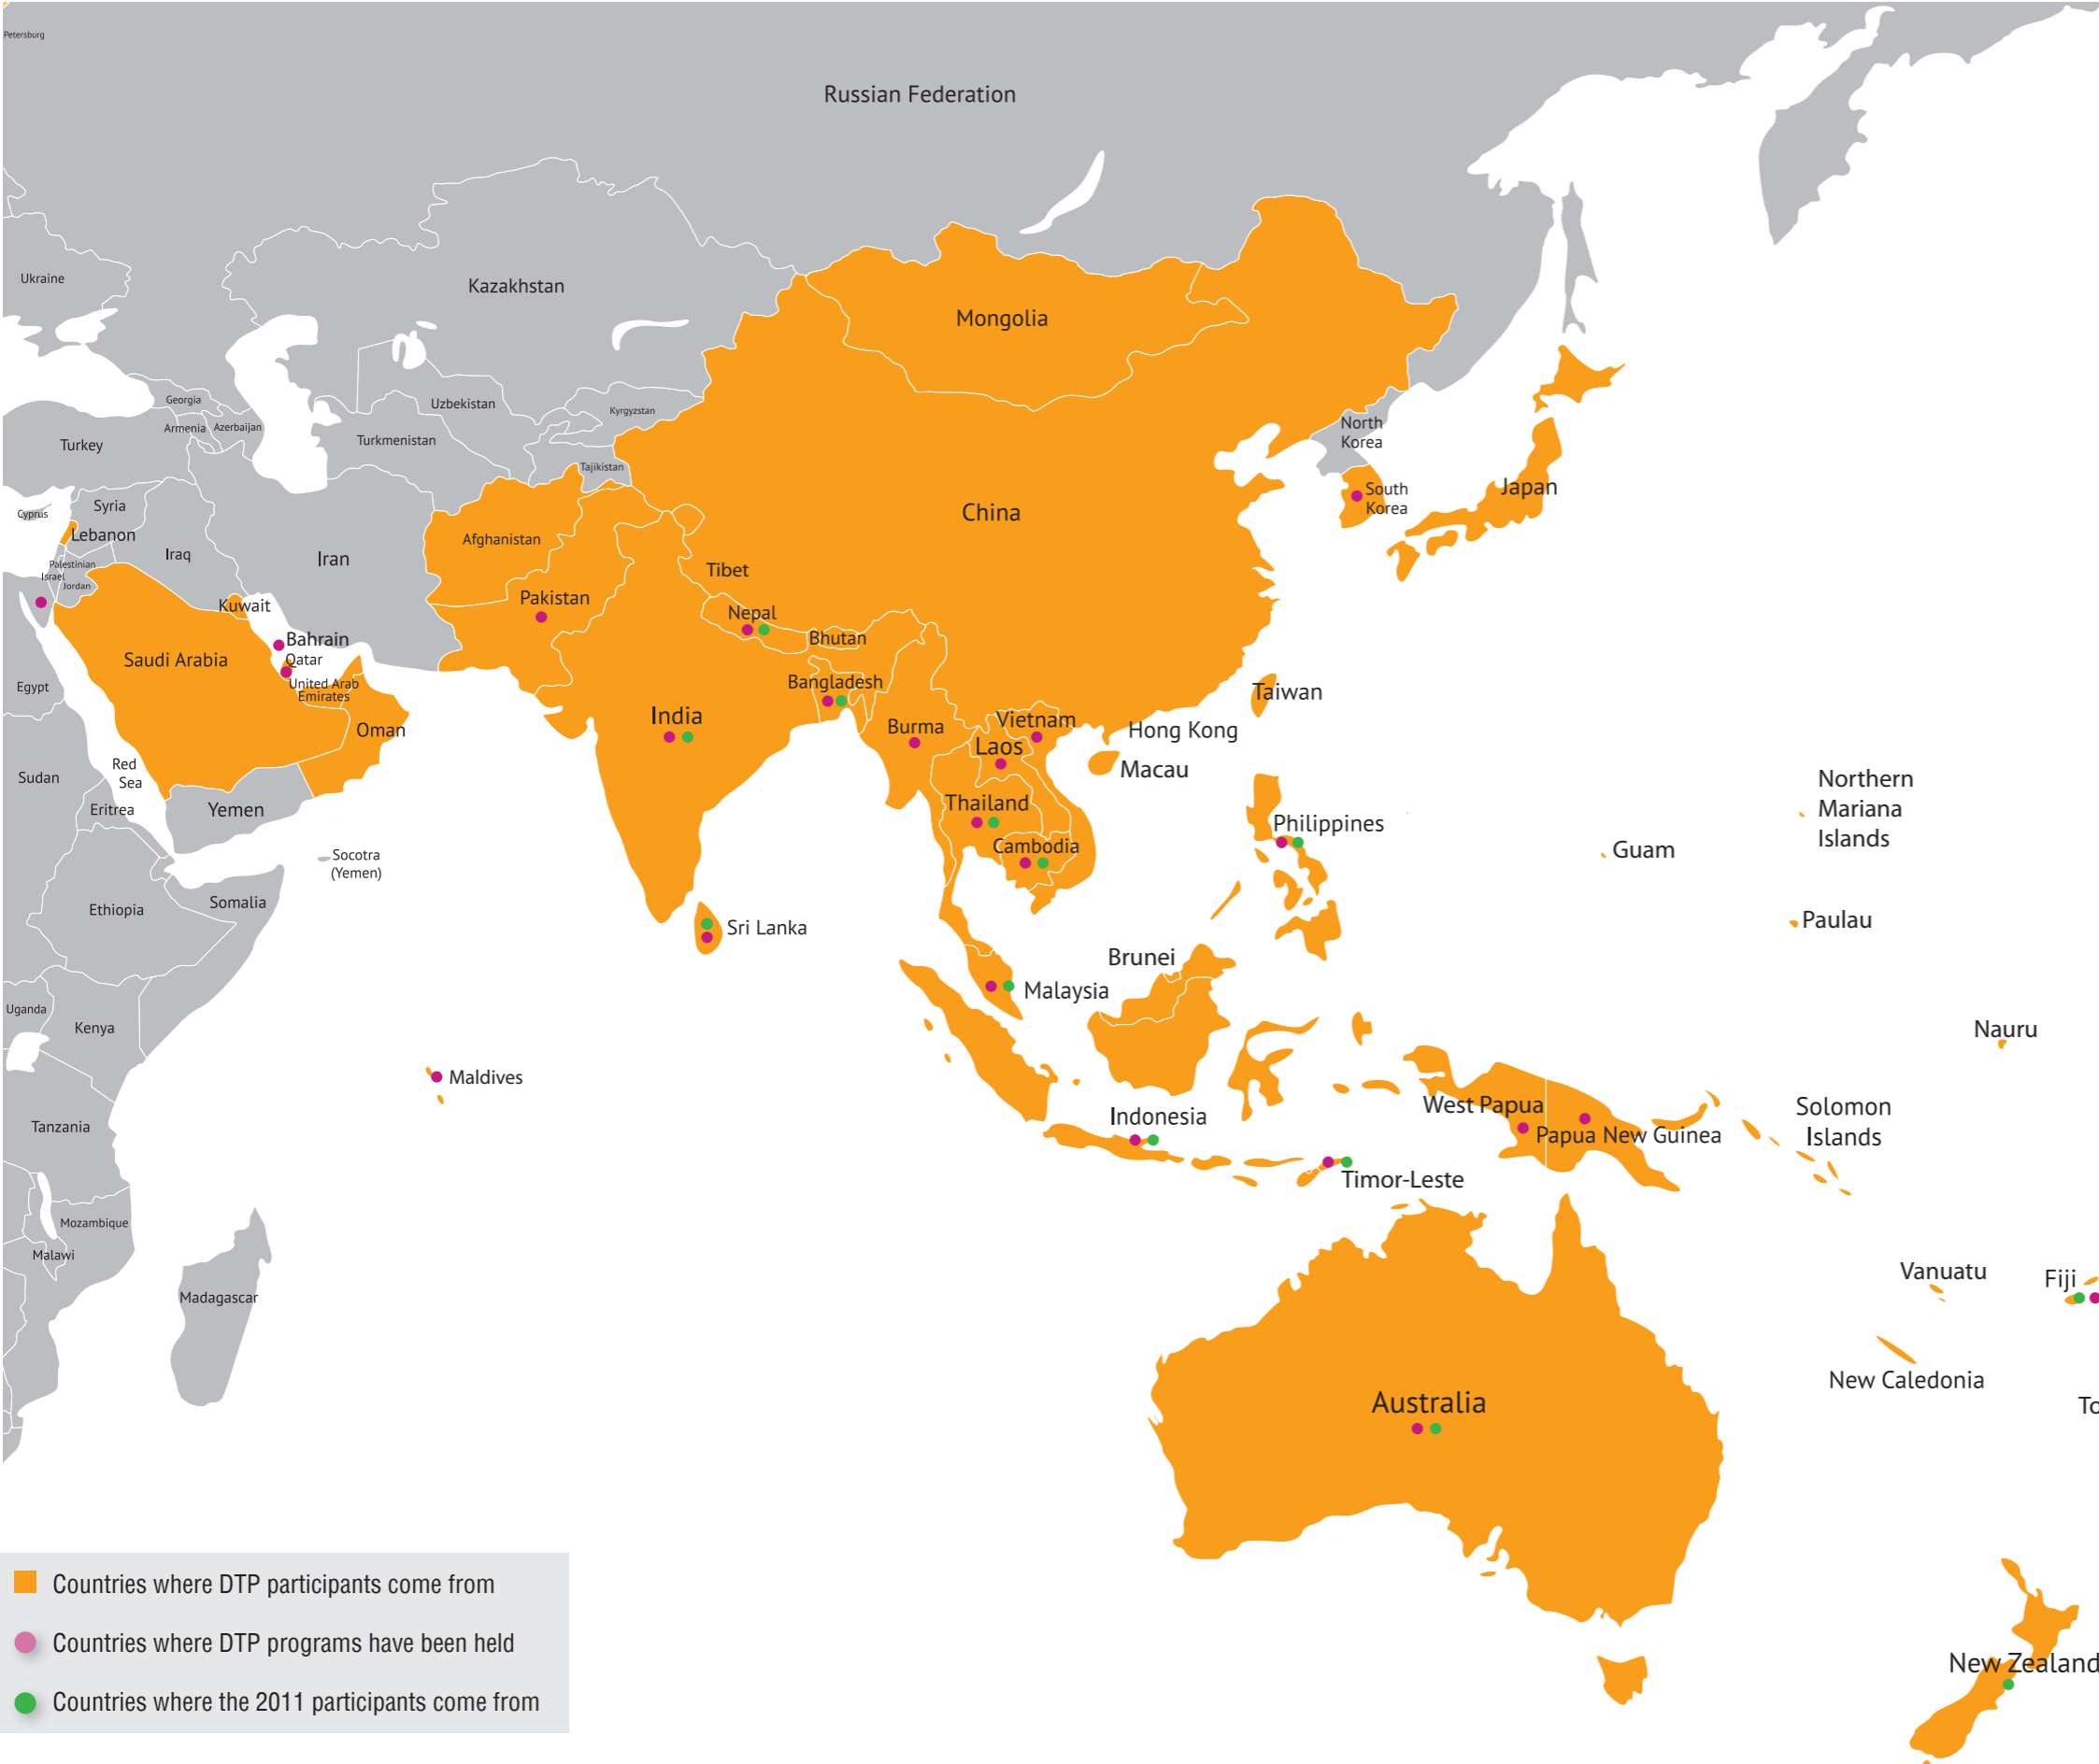 Petersburg
Russian Federation
Ukraine
Kazakhstan
Mongolia
Georgia
Armenia
Azerbaijan
Uzbekistan
Kyrgyzstan
Turkey
Turkmenistan
Tajikistan
North
Korea
South
Korea
Japan
China
Cyprus
Syria
Lebanon
Iraq
Iran
Afghanistan
Palestinian
Israel
Jordan
Tibet
Pakistan
Kuwait
Nepal
Bhutan
Bahrain
Qatar
Saudi Arabia
United Arab
Emirates
Egypt
Bangladesh
Taiwan
India
Oman
Burma
Vietnam
Hong Kong
Laos
Macau
Sudan
Red
Sea
Eritrea
Yemen
Thailand
Northern
Mariana
Islands
Philippines
Cambodia
Guam
Socotra
(Yemen)
Ethiopia
Somalia
Sri Lanka
Paulau
Brunei
Malaysia
Uganda
Kenya
Nauru
Maldives
West Papua
Papua New Guinea
Solomon
Islands
Indonesia
Tanzania
Timor-Leste
Mozambique
Malawi
Madagascar
Vanuatu
Fiji
New Caledonia
To
Australia
New Zealand
Countries where DTP participants come from
Countries where DTP programs have been held
Countries where the 2011 participants come from